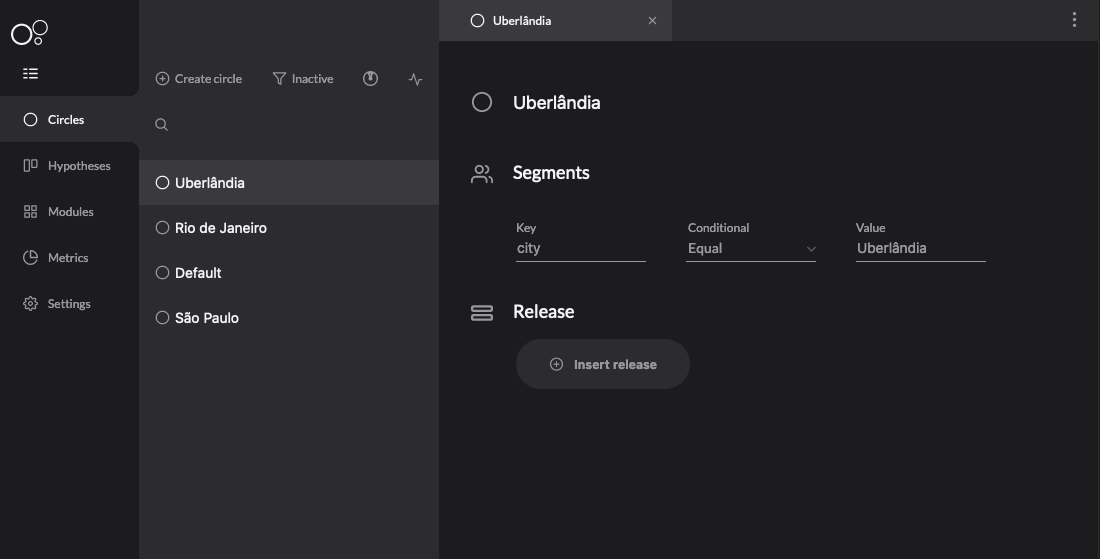 Circles
Hypotheses
Modules
Metrics
Settings
Create circle
Inactive
Uberlândia
Rio de Janeiro
Default
São Paulo
Uberlândia
Uberlândia
Segments
Key Conditional Value
city Equal Uberlândia
Release
Insert release